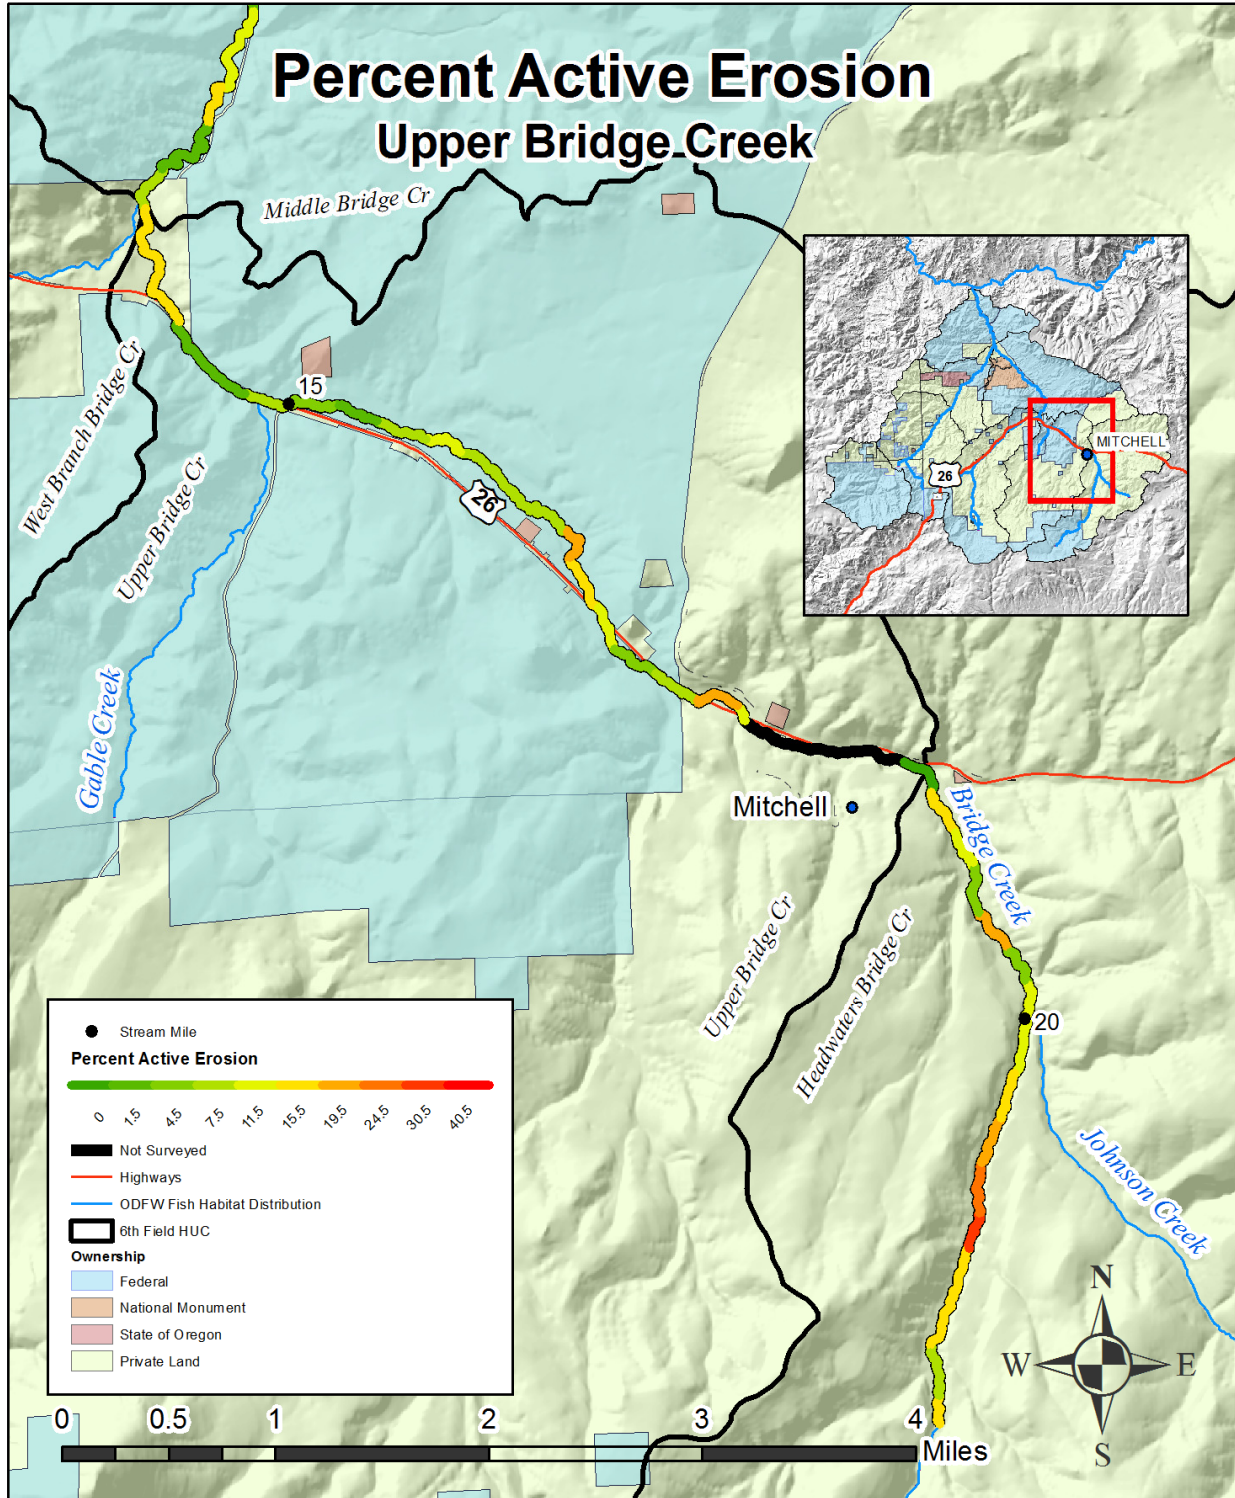 Percent Active Erosion
Upper Bridge Creek
Middle Bridge Cr
West Branch Bridge Cr
Upper Bridge Cr
Gable Creek
15
26
MITCHELL
26
Mitchell
Bridge Creek
Upper Bridge Cr
Headwaters Bridge Cr
20
Johnson Creek
Stream Mile
Percent Active Erosion
0 1.5 4.5 7.5 11.5 15.5 19.5 24.5 30.5 40.5
Not Surveyed
Highways
ODFW Fish Habitat Distribution
6th Field HUC
Ownership
Federal
National Monument
State of Oregon
Private Land
N
W E
S
0 0.5 1 2 3 4
Miles